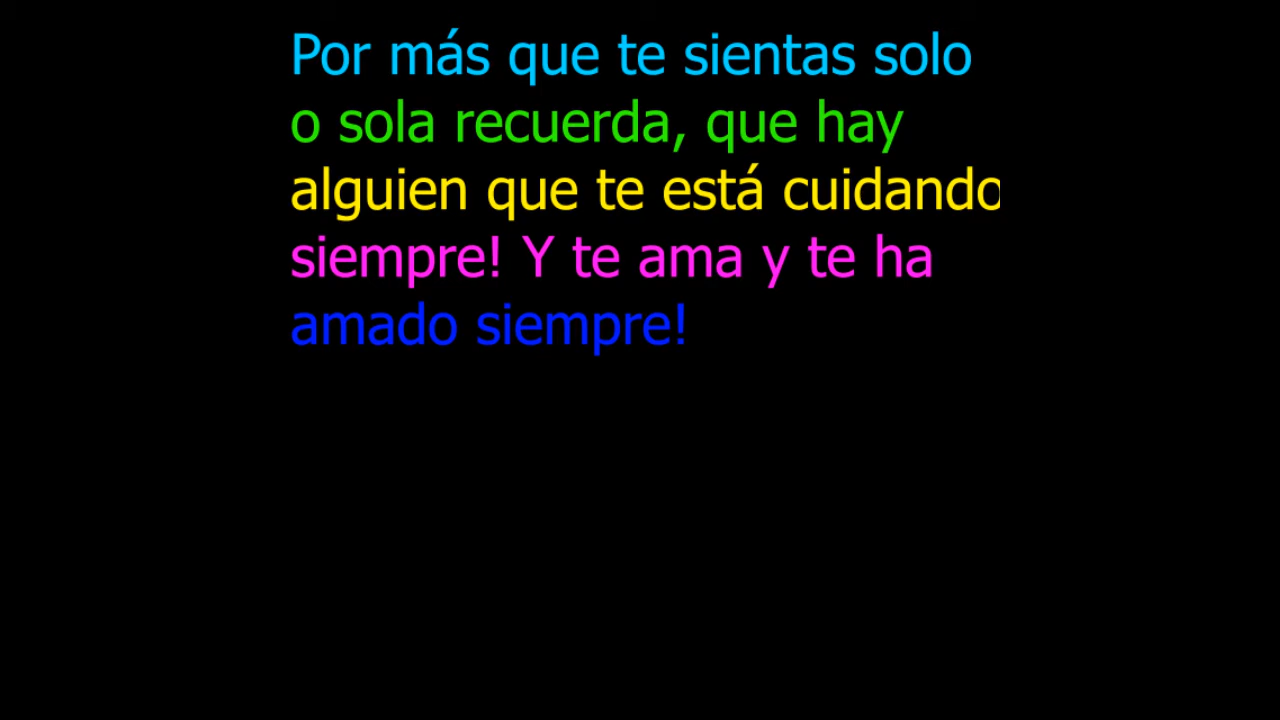 Por más que te sientas solo
o sola recuerda, que hay
alguien que te está cuidando
siempre! Y te ama y te ha
amado siempre!